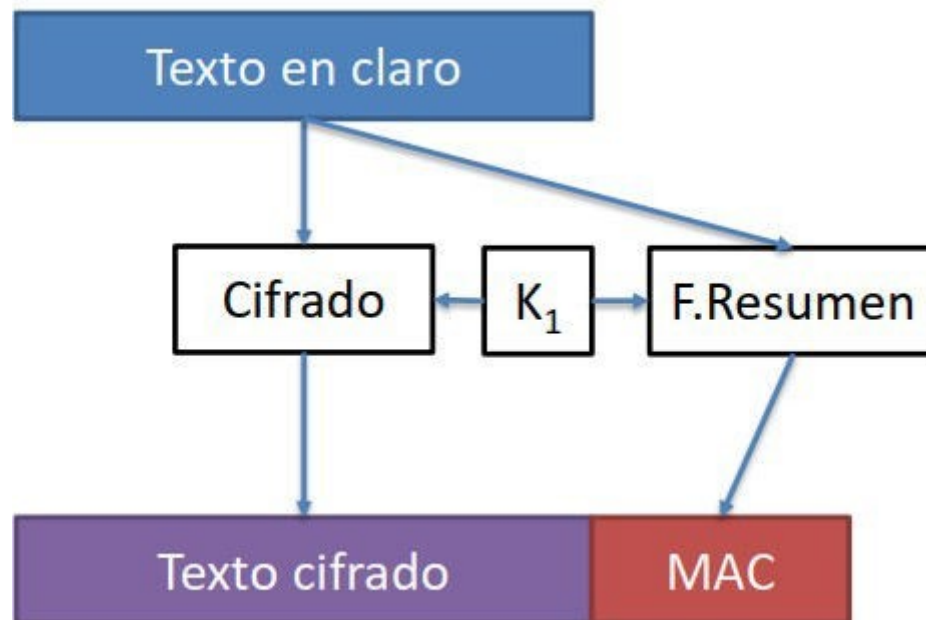 Texto en claro
Cifrado
K₁
F.Resumen
Texto cifrado
MAC